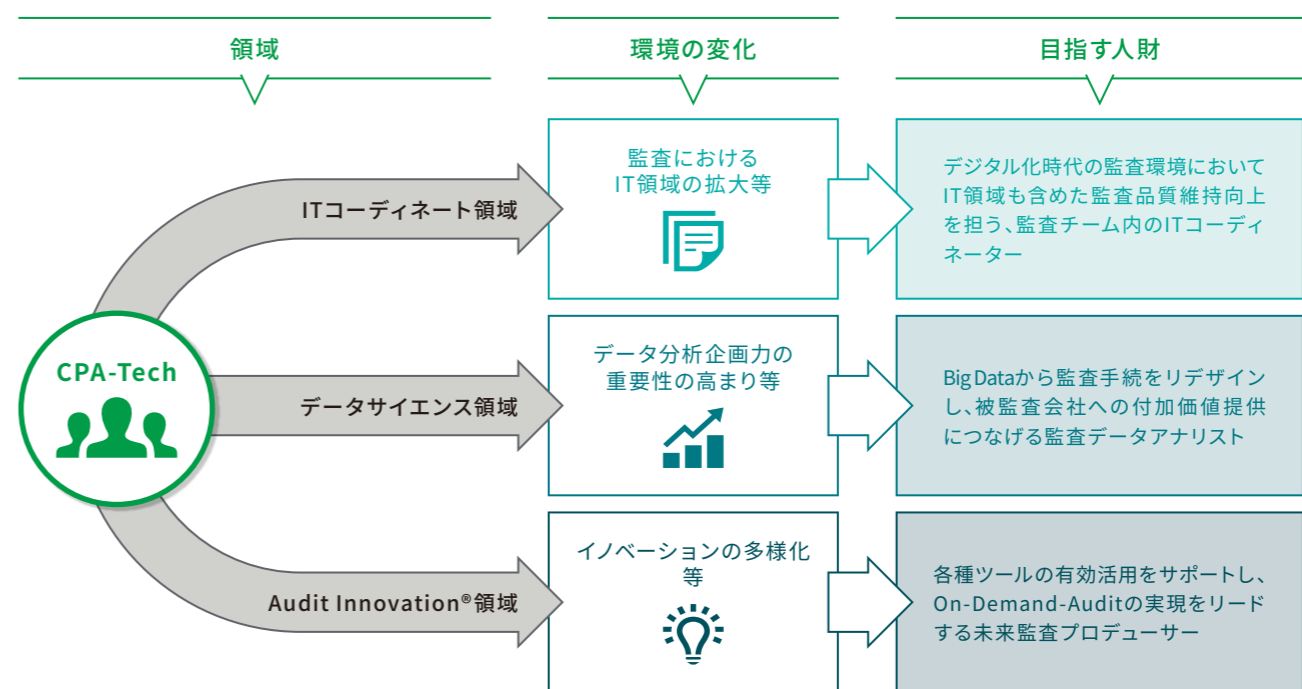 領域
環境の変化
目指す人財
CPA-Tech
ITコーディネート領域
監査における
IT領域の拡大等
デジタル化時代の監査環境において
IT領域も含めた監査品質維持向上
を担う、監査チーム内のITコーディ
ネーター
データサイエンス領域
データ分析企画力の
重要性の高まり等
Big Dataから監査手続をリデザイン
し、被監査会社への付加価値提供
につなげる監査データアナリスト
Audit Innovation®領域
イノベーションの多様化
等
各種ツールの有効活用をサポートし、
On-Demand-Auditの実現をリード
する未来監査プロデューサー